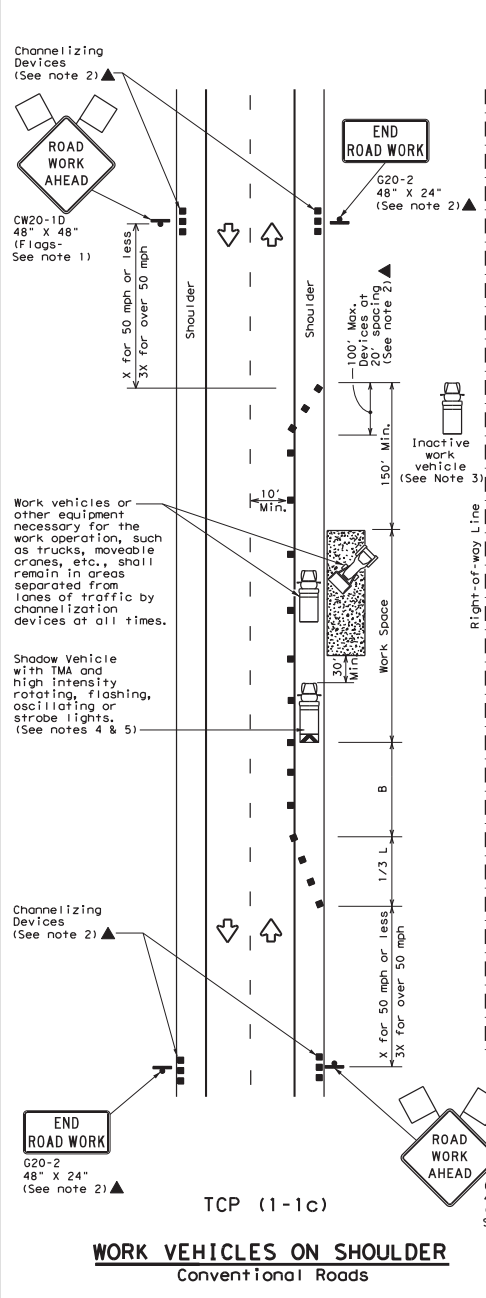 Channelizing
Devices
(See note 2)▲
ROAD
WORK
AHEAD
CW20-1D
48" X 48"
(Flags-
See note 1)
END
ROAD WORK
G20-2
48" X 24"
(See note 2)▲
X for 50 mph or less
3X for over 50 mph
Shoulder
Shoulder
100' Max.
Devices at
20' spacing
(See note 2)▲
150' Min.
Inactive
work
vehicle
(See Note 3)
10'
Min.
Right-of-way Line
Work vehicles or
other equipment
necessary for the
work operation, such
as trucks, moveable
cranes, etc., shall
remain in areas
separated from
lanes of traffic by
channelization
devices at all times.
Work Space
30'
Min
Shadow Vehicle
with TMA and
high intensity
rotating, flashing,
oscillating or
strobe lights.
(See notes 4 & 5)
B
1/3 L
Channelizing
Devices
(See note 2)▲
X for 50 mph or less
3X for over 50 mph
END
ROAD WORK
G20-2
48" X 24"
(See note 2)▲
ROAD
WORK
AHEAD
TCP (1-1c)
WORK VEHICLES ON SHOULDER
Conventional Roads